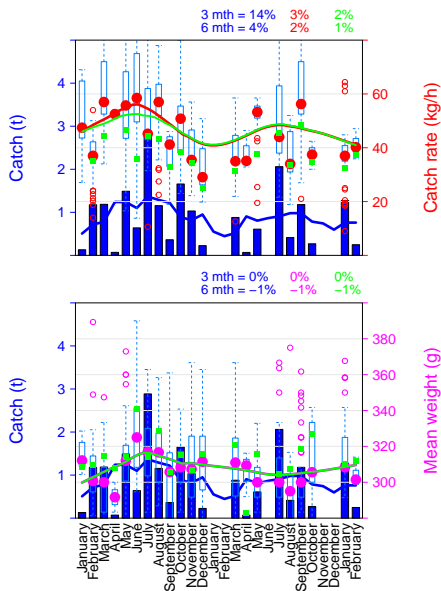 3 mth = 14% 3% 2%
6 mth = 4% 2% 1%
Catch (t)
5
4
3
2
1
Catch rate (kg/h)
60
40
20
3 mth = 0% 0% 0%
6 mth = −1% −1% −1%
Catch (t)
4
3
2
1
Mean weight (g)
380
360
340
320
300
January
February
March
April
May
June
July
August
September
October
November
December
January
February
March
April
May
June
July
August
September
October
November
December
January
February